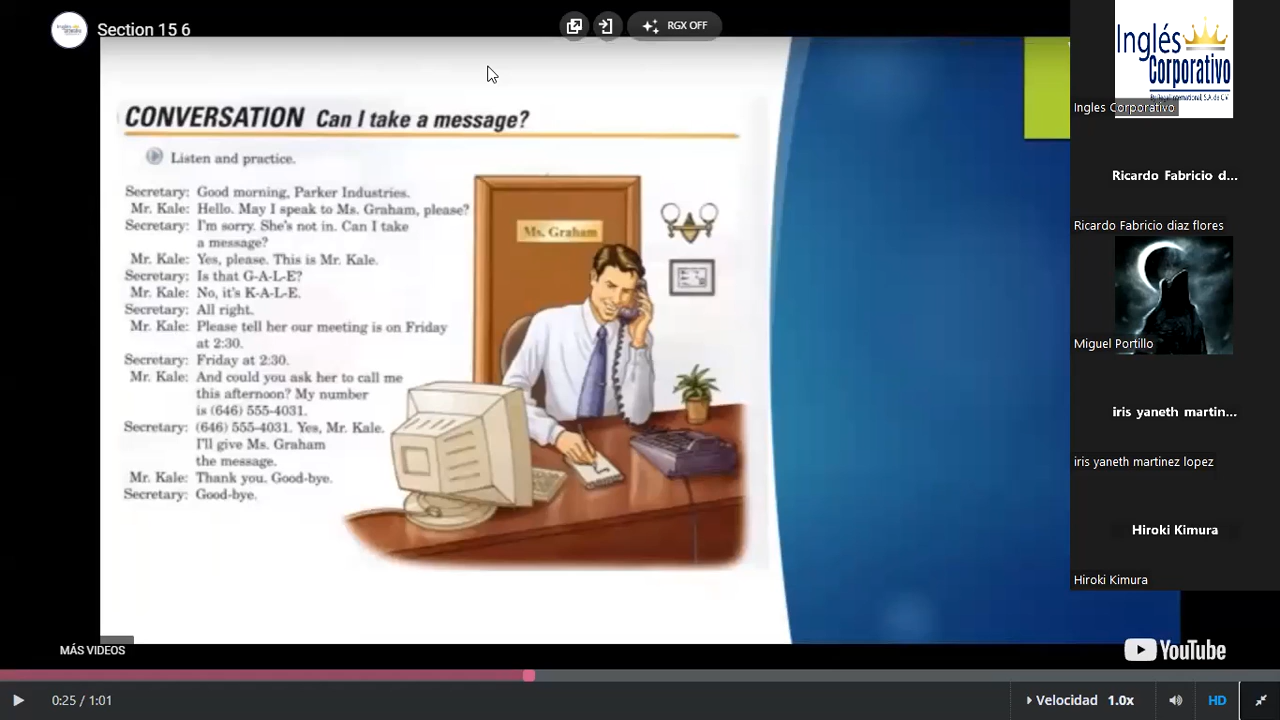 Section 15 6
RGX OFF
CONVERSATION Can I take a message?
Listen and practice.
Secretary: Good morning, Parker Industries.
Mr. Kale: Hello. May I speak to Ms. Graham, please?
Secretary: I'm sorry. She's not in. Can I take
a message?
Mr. Kale: Yes, please. This is Mr. Kale.
Secretary: Is that G-A-L-E?
Mr. Kale: No, it's K-A-L-E.
Secretary: All right.
Mr. Kale: Please tell her our meeting is on Friday
at 2:30.
Secretary: Friday at 2:30.
Mr. Kale: And could you ask her to call me
this afternoon? My number
is (646) 555-4031.
Secretary: (646) 555-4031. Yes, Mr. Kale.
I'll give Ms. Graham
the message.
Mr. Kale: Thank you. Good-bye.
Secretary: Good-bye.
Ms. Graham
Inglés
Corporativo
Ingles Corporativo
Ricardo Fabricio d...
Ricardo Fabricio diaz flores
Miguel Portillo
iris yaneth martin...
iris yaneth martinez lopez
Hiroki Kimura
Hiroki Kimura
MÁS VIDEOS
YouTube
0:25 / 1:01
Velocidad 1.0x
HD